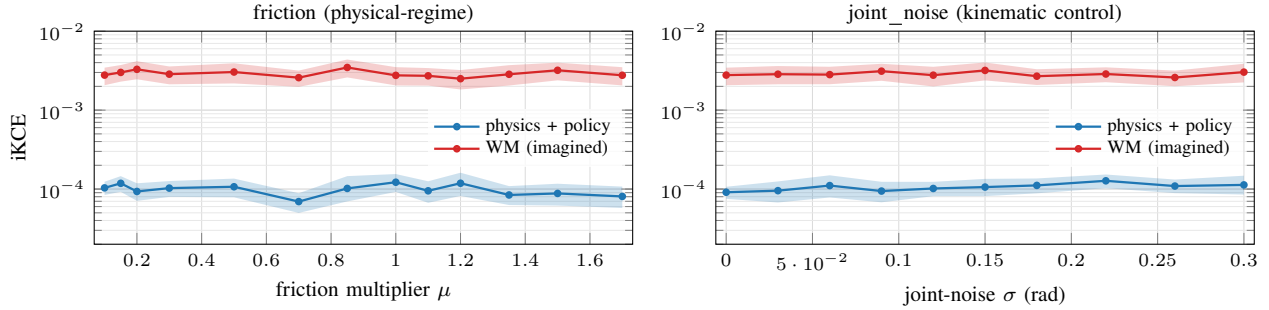 friction (physical-regime)
10^{-2}
10^{-3}
10^{-4}
iKCE
physics + policy
WM (imagined)
0.2 0.4 0.6 0.8 1 1.2 1.4 1.6
friction multiplier μ
joint_noise (kinematic control)
10^{-2}
10^{-3}
10^{-4}
physics + policy
WM (imagined)
0 5 · 10^{-2} 0.1 0.15 0.2 0.25 0.3
joint-noise σ (rad)